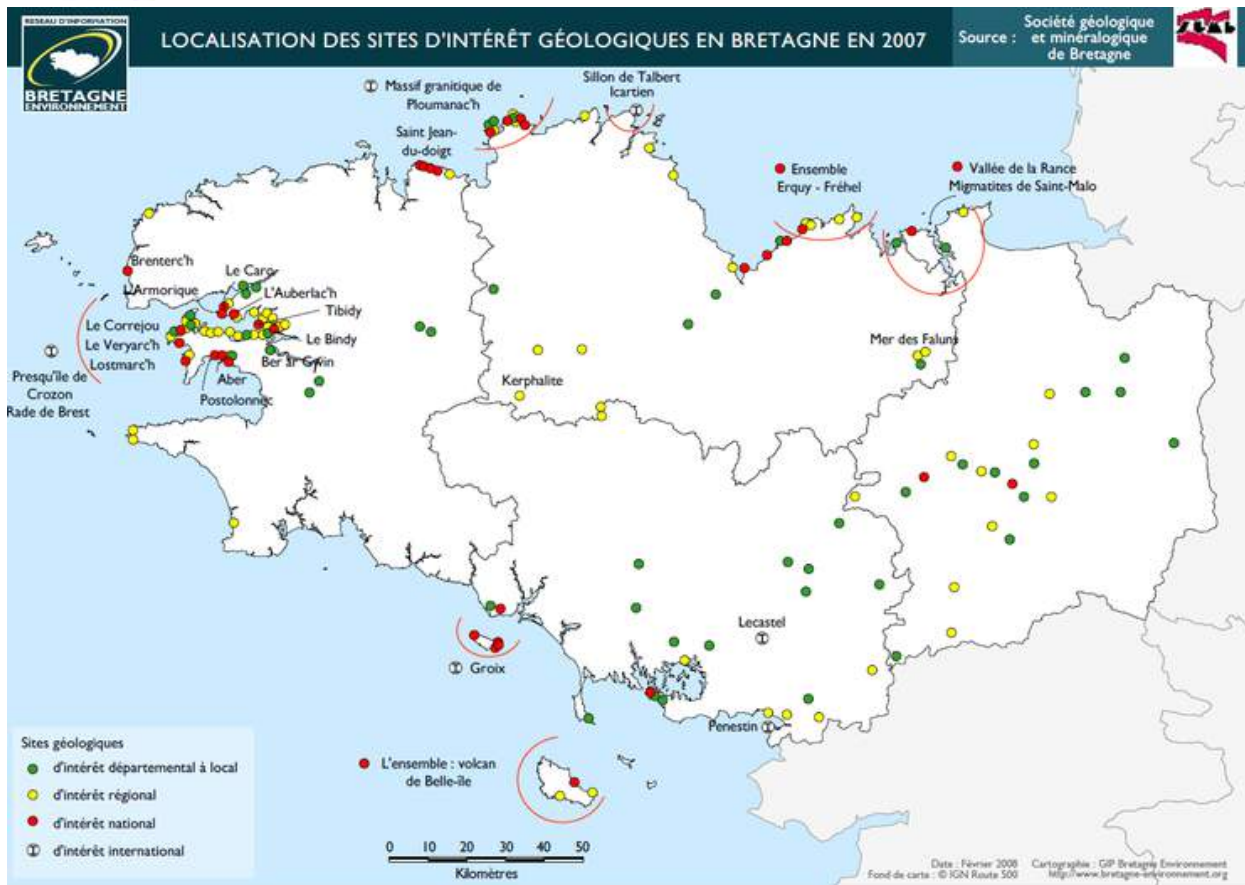 RESEAU D'INFORMATION
BRETAGNE
ENVIRONNEMENT
LOCALISATION DES SITES D'INTÉRÊT GÉOLOGIQUES EN BRETAGNE EN 2007
Source :
Société géologique
et minéralogique
de Bretagne
SGMB
Massif granitique de
Ploumanac'h
Sillon de Talbert
Icartien
Saint Jean-
du-doigt
Ensemble
Erquy - Fréhel
Vallée de la Rance
Migmatites de Saint-Malo
Brenterc'h
Le Caro
L'Armorique
L'Auberlac'h
Tibidy
Le Correjou
Le Bindy
Le Veryarc'h
Lostmarc'h
Ber ar Gwin
Aber
Postolonnec
Presqu'île de
Crozon
Rade de Brest
Mer des Faluns
Kerphalite
Lecastel
Groix
Penestin
L'ensemble : volcan
de Belle-île
Sites géologiques
d'intérêt départemental à local
d'intérêt régional
d'intérêt national
d'intérêt international
0 10 20 30 40 50
Kilomètres
Date : Février 2008 Cartographie : GIP Bretagne Environnement
Fond de carte : © IGN Route 500 http://www.bretagne-environnement.org